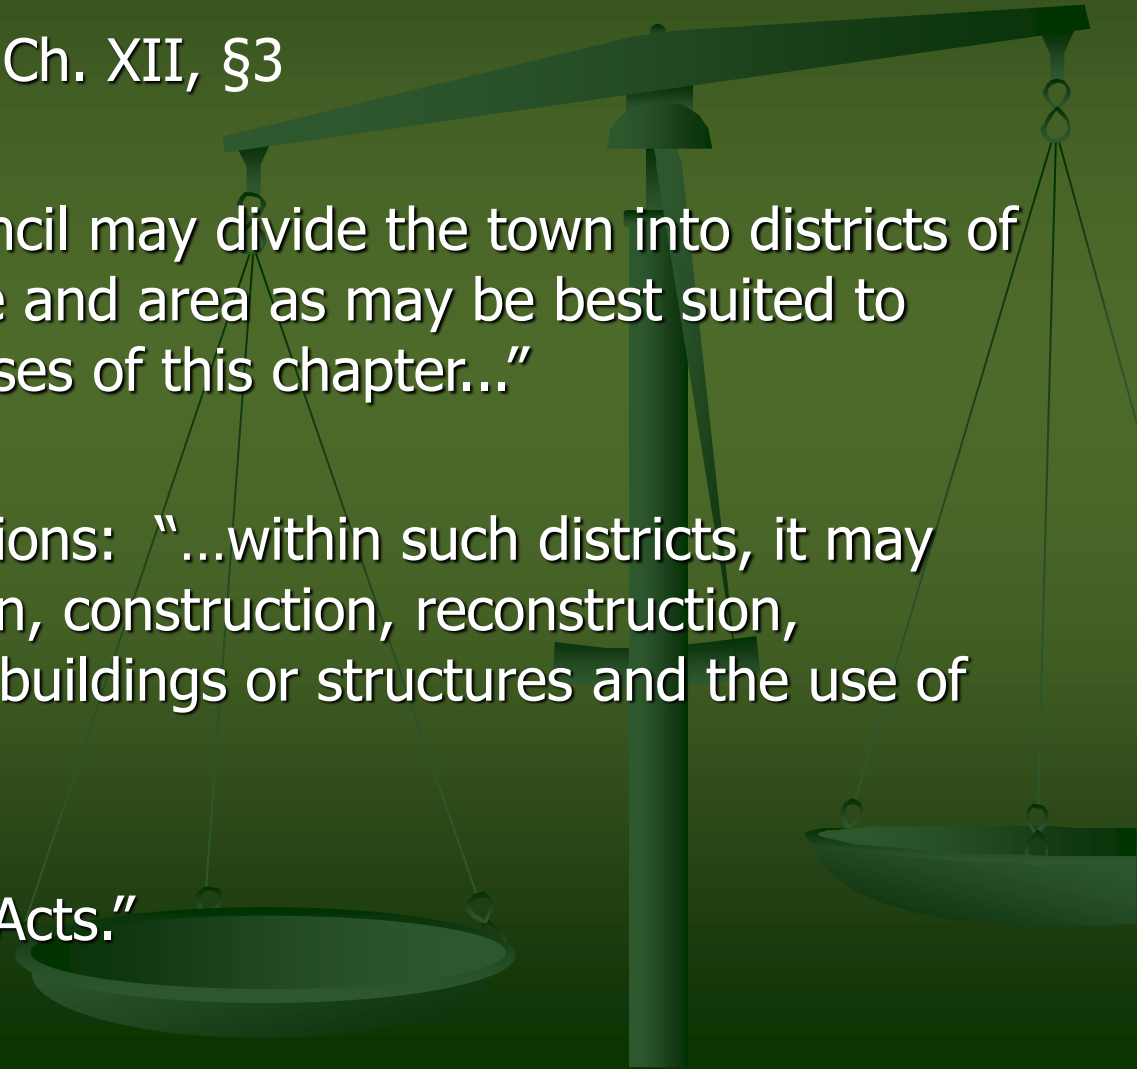 Ch. XII, §3
ncil may divide the town into districts of
e and area as may be best suited to
ses of this chapter...”
ions:  “…within such districts, it may
n, construction, reconstruction,
buildings or structures and the use of
Acts.”